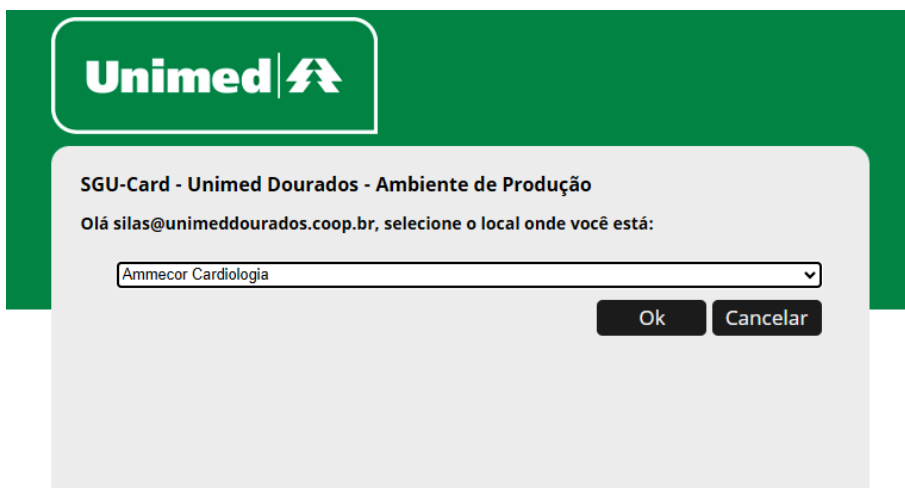 Unimed
SGU-Card - Unimed Dourados - Ambiente de Produção
Olá silas@unimeddourados.coop.br, selecione o local onde você está:
Ammecor Cardiologia
Ok Cancelar